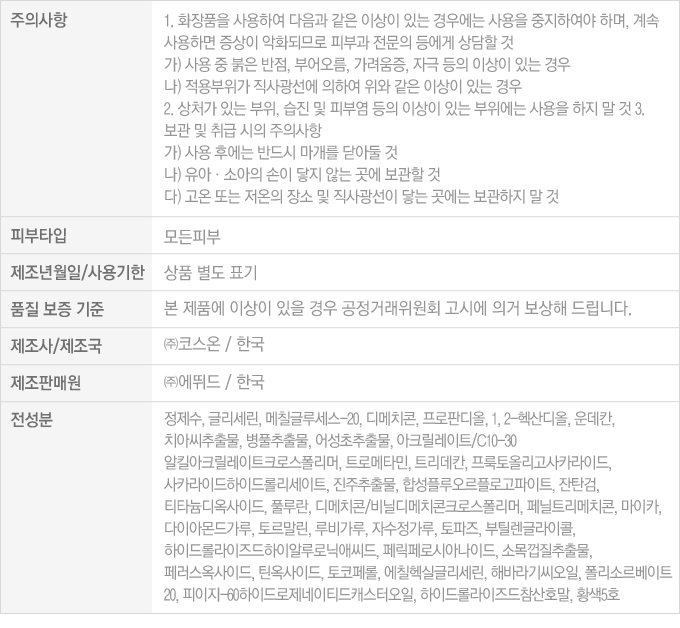 주의사항
1. 화장품을 사용하여 다음과 같은 이상이 있는 경우에는 사용을 중지하여야 하며, 계속
사용하면 증상이 악화되므로 피부과 전문의 등에게 상담할 것
가) 사용 중 붉은 반점, 부어오름, 가려움증, 자극 등의 이상이 있는 경우
나) 적용부위가 직사광선에 의하여 위와 같은 이상이 있는 경우
2. 상처가 있는 부위, 습진 및 피부염 등의 이상이 있는 부위에는 사용을 하지 말 것 3.
보관 및 취급 시의 주의사항
가) 사용 후에는 반드시 마개를 닫아둘 것
나) 유아·소아의 손이 닿지 않는 곳에 보관할 것
다) 고온 또는 저온의 장소 및 직사광선이 닿는 곳에는 보관하지 말 것
피부타입
모든피부
제조년월일/사용기한
상품 별도 표기
품질 보증 기준
본 제품에 이상이 있을 경우 공정거래위원회 고시에 의거 보상해 드립니다.
제조사/제조국
㈜코스온 / 한국
제조판매원
㈜에뛰드 / 한국
전성분
정제수, 글리세린, 메칠글루세스-20, 디메치콘, 프로판디올, 1, 2-헥산디올, 운데칸,
치아씨추출물, 병풀추출물, 어성초추출물, 아크릴레이트/C10-30
알킬아크릴레이트크로스폴리머, 트로메타민, 트리데칸, 프룩토올리고사카라이드,
사카라이드하이드롤리세이트, 진주추출물, 합성플루오르플로고파이트, 잔탄검,
티타늄디옥사이드, 풀루란, 디메치콘/비닐디메치콘크로스폴리머, 페닐트리메치콘, 마이카,
다이아몬드가루, 토르말린, 루비가루, 자수정가루, 토파즈, 부틸렌글라이콜,
하이드롤라이즈드하이알루로닉애씨드, 페릭페로시아나이드, 소목껍질추출물,
페러스옥사이드, 틴옥사이드, 토코페롤, 에칠헥실글리세린, 해바라기씨오일, 폴리소르베이트
20, 피이지-60하이드로제네이티드캐스터오일, 하이드롤라이즈드참산호말, 황색5호